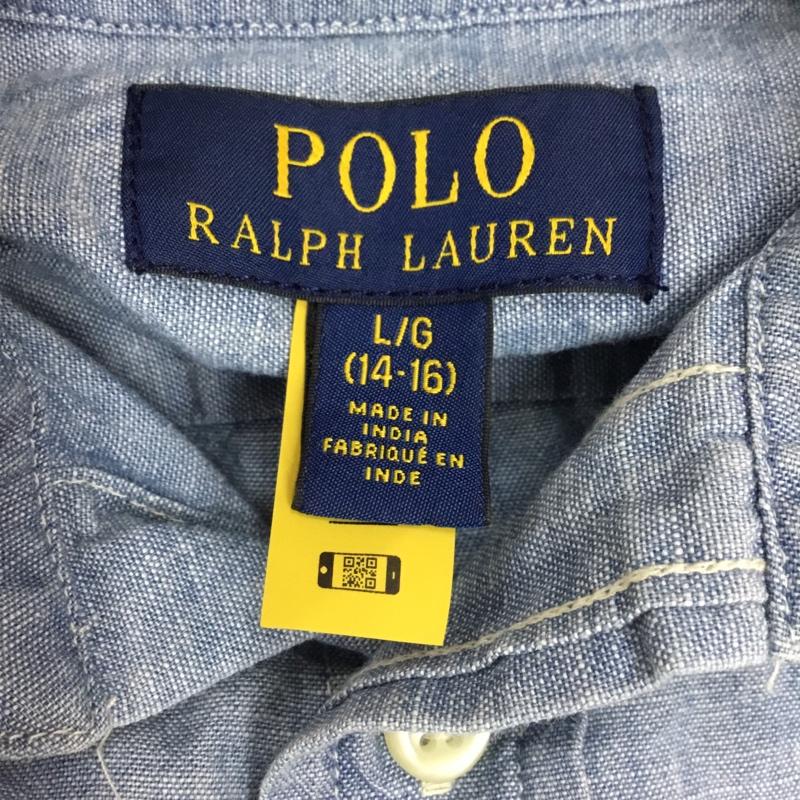 POLO
RALPH LAUREN
L/G
(14-16)
MADE IN
INDIA
FABRIQUÉ EN
INDE